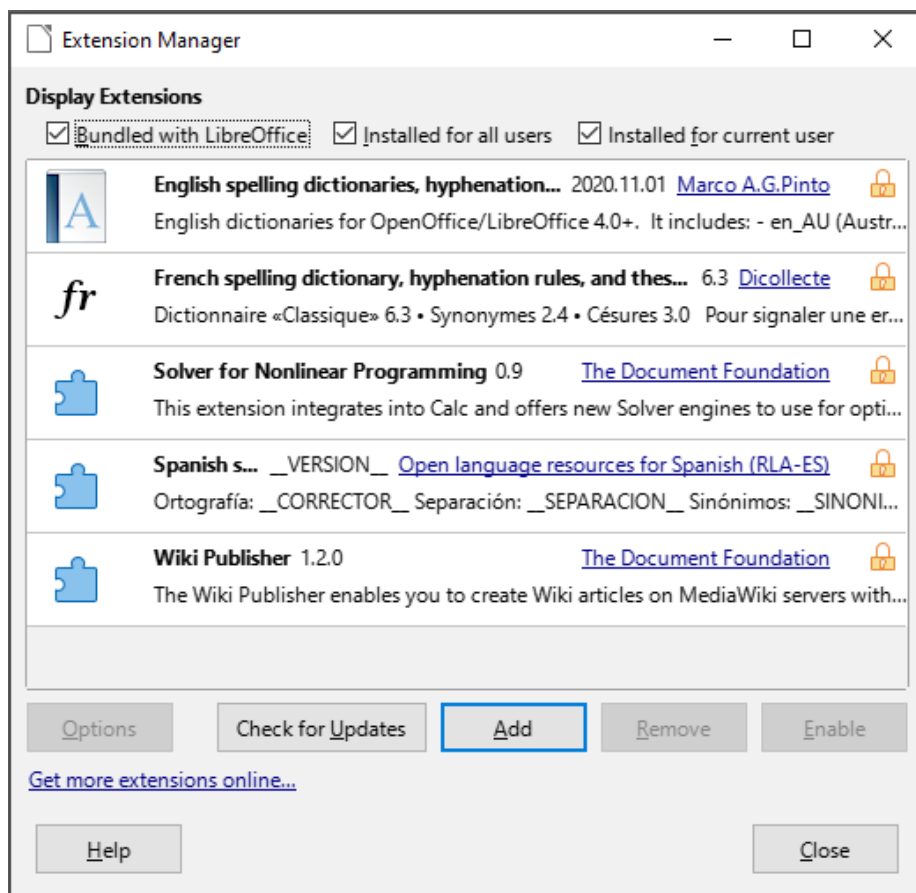 Extension Manager
Display Extensions
Bundled with LibreOffice Installed for all users Installed for current user
English spelling dictionaries, hyphenation... 2020.11.01 Marco A.G.Pinto
A English dictionaries for OpenOffice/LibreOffice 4.0+. It includes: - en_AU (Austr...
French spelling dictionary, hyphenation rules, and thes... 6.3 Dicollecte
fr Dictionnaire «Classique» 6.3 • Synonymes 2.4 • Césures 3.0 Pour signaler une er...
Solver for Nonlinear Programming 0.9 The Document Foundation
This extension integrates into Calc and offers new Solver engines to use for opti...
Spanish s... __VERSION__ Open language resources for Spanish (RLA-ES)
Ortografía: __CORRECTOR__ Separación: __SEPARACION__ Sinónimos: __SINONI...
Wiki Publisher 1.2.0 The Document Foundation
The Wiki Publisher enables you to create Wiki articles on MediaWiki servers with...
Options Check for Updates Add Remove Enable
Get more extensions online...
Help Close